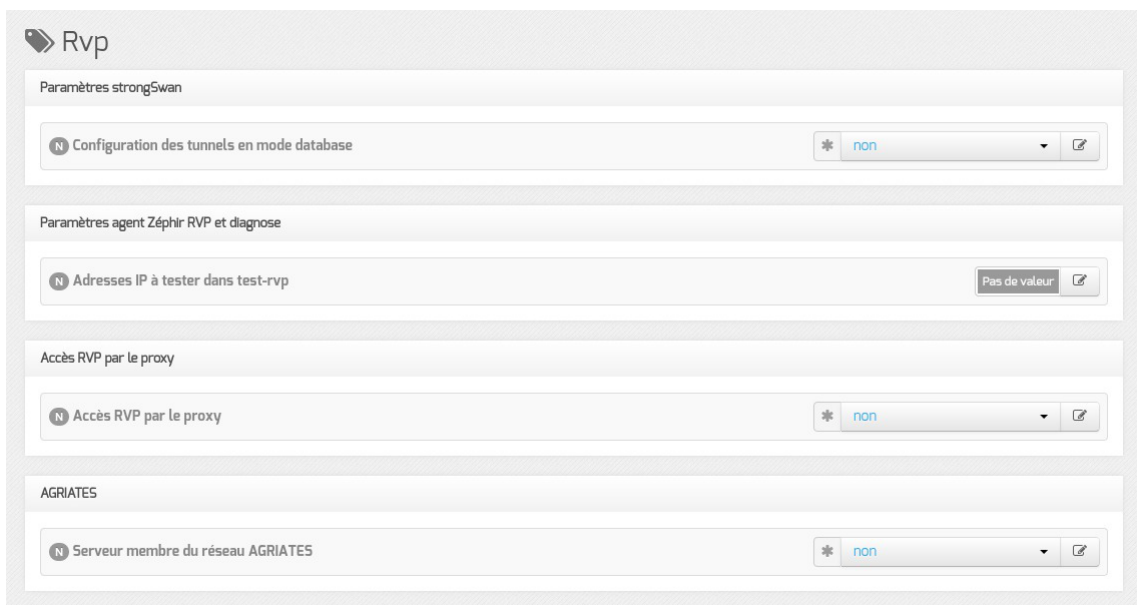 Rvp
Paramètres strongSwan
N Configuration des tunnels en mode database
* non
Paramètres agent Zéphir RVP et diagnose
N Adresses IP à tester dans test-rvp
Pas de valeur
Accès RVP par le proxy
N Accès RVP par le proxy
* non
AGRIATES
N Serveur membre du réseau AGRIATES
* non